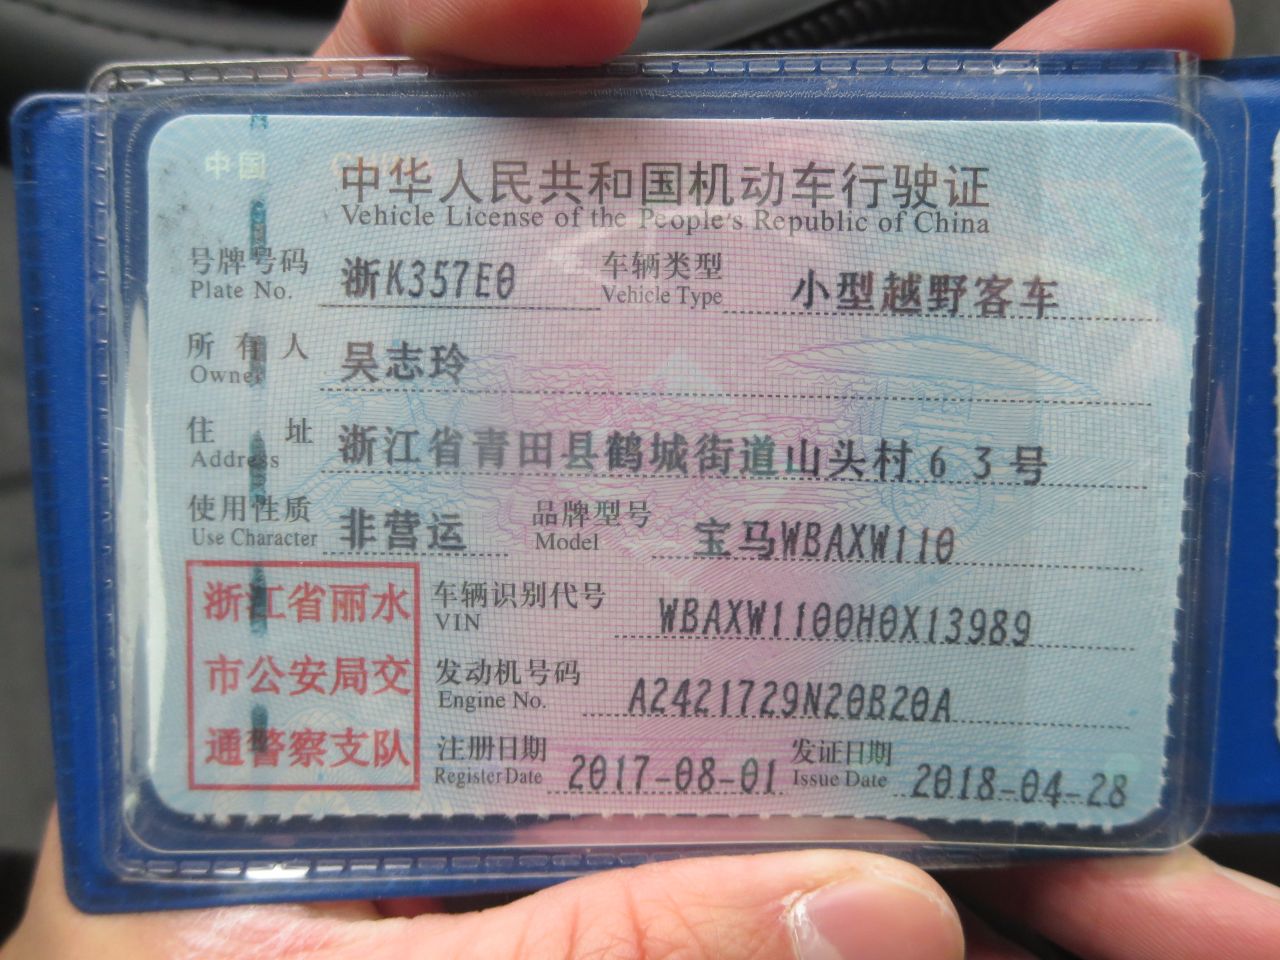 中国
中华人民共和国机动车行驶证
Vehicle License of the People's Republic of China
号牌号码 浙K357E0 车辆类型 小型越野客车
Plate No. Vehicle Type
所有人 吴志玲
Owner
住址 浙江省青田县鹤城街道山头村63号
Address
使用性质 非营运 品牌型号 宝马WBAXW110
Use Character Model
浙江省丽水
市公安局交
通警察支队
车辆识别代号 WBAXW1100H0X13989
VIN
发动机号码 A2421729N20B20A
Engine No.
注册日期 2017-08-01 发证日期 2018-04-28
Register Date Issue Date